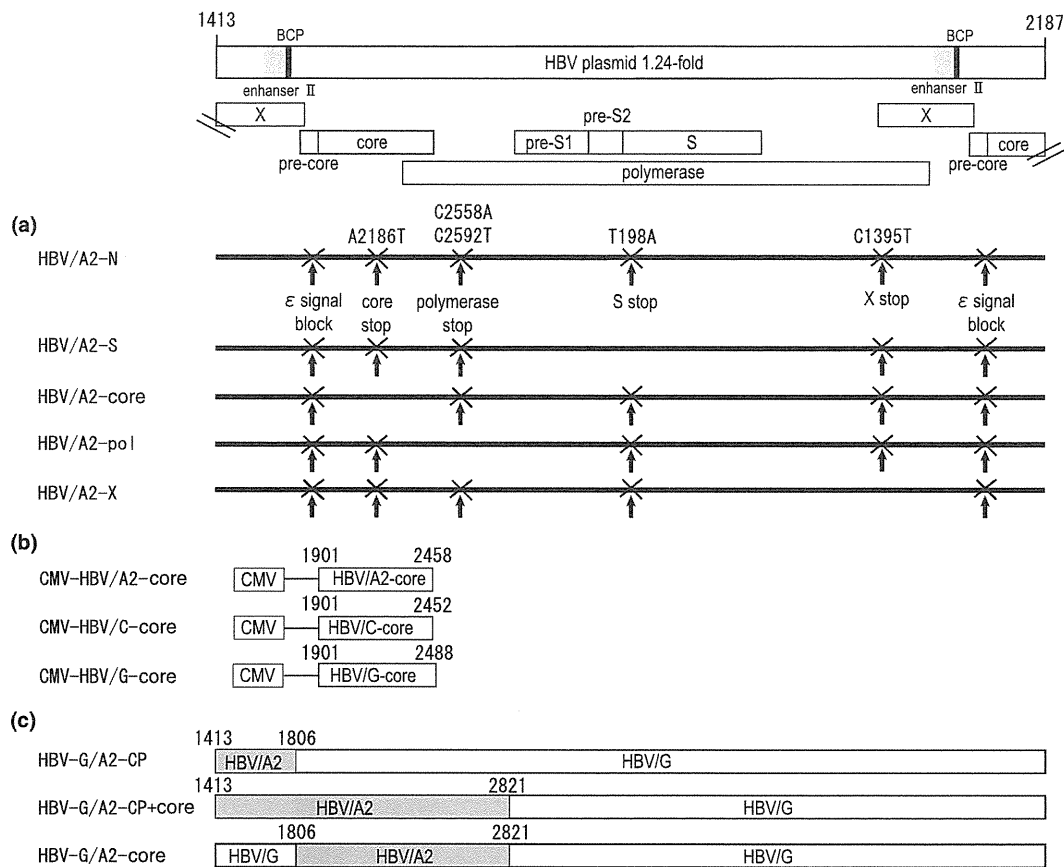 1413 2187
BCP BCP
HBV plasmid 1.24-fold
enhanser II enhanser II
X pre-S2 X
pre-S1 S
pre-core core pre-core core
polymerase
(a)
C2558A
A2186T C2592T T198A C1395T
HBV/A2-N
ε signal block core stop polymerase stop S stop X stop ε signal block
HBV/A2-S
HBV/A2-core
HBV/A2-pol
HBV/A2-X
(b)
1901 2458
CMV-HBV/A2-core CMV HBV/A2-core
1901 2452
CMV-HBV/C-core CMV HBV/C-core
1901 2488
CMV-HBV/G-core CMV HBV/G-core
(c)
1413 1806
HBV-G/A2-CP HBV/A2 HBV/G
1413 2821
HBV-G/A2-CP+core HBV/A2 HBV/G
1806 2821
HBV-G/A2-core HBV/G HBV/A2 HBV/G